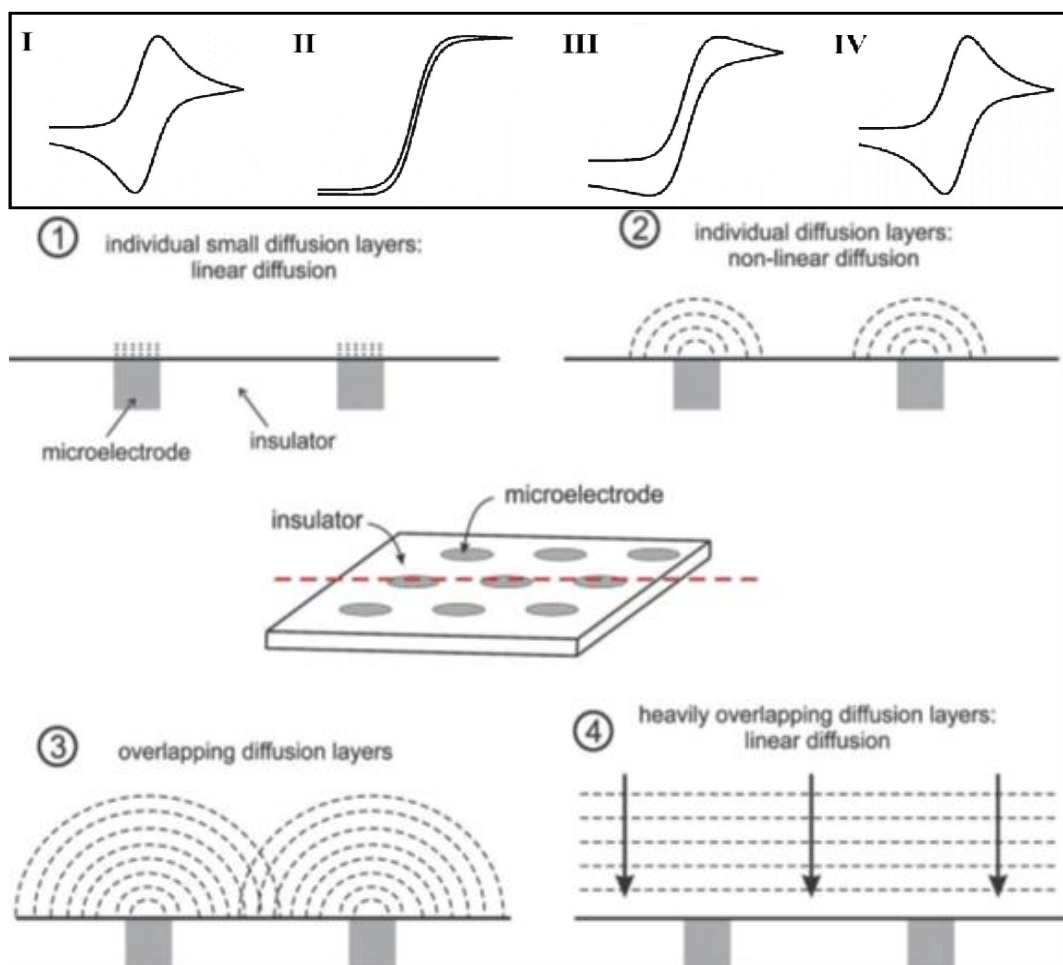 I II III IV
1 individual small diffusion layers:
linear diffusion
2 individual diffusion layers:
non-linear diffusion
microelectrode
insulator
microelectrode
insulator
3 overlapping diffusion layers
4 heavily overlapping diffusion layers:
linear diffusion